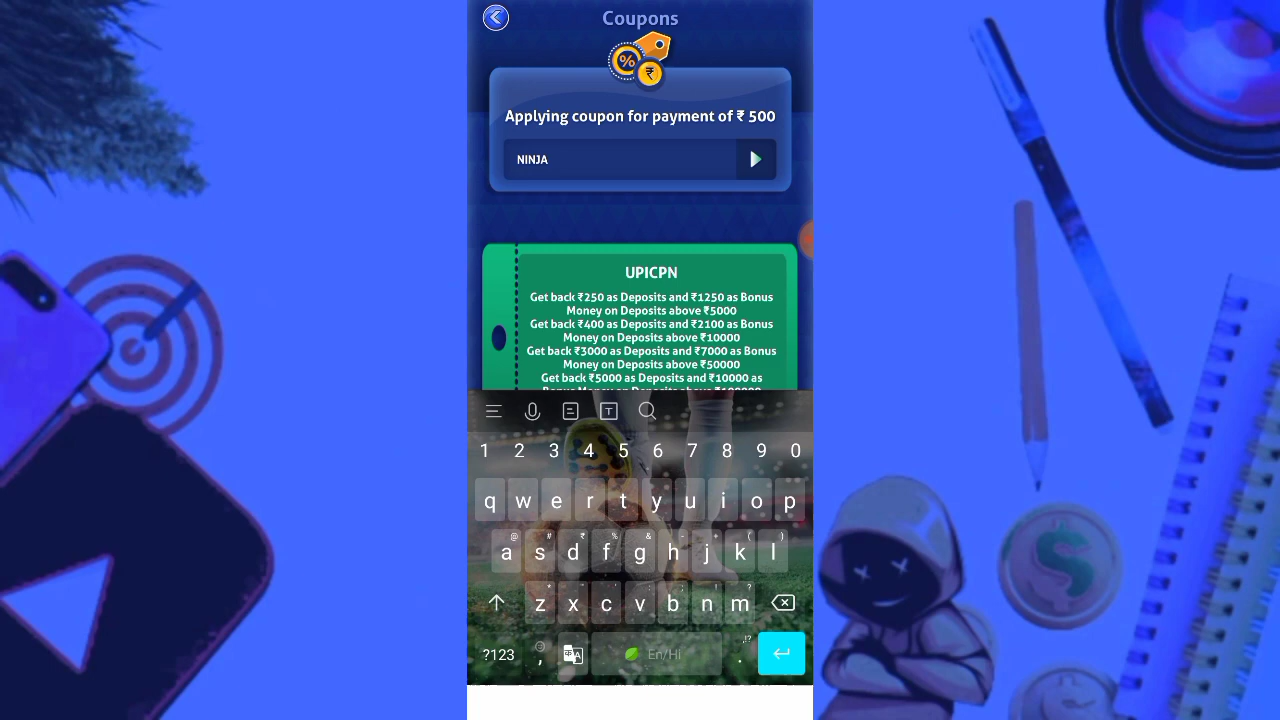 Coupons
%
₹
Applying coupon for payment of ₹ 500
NINJA
UPICPN
Get back ₹250 as Deposits and ₹1250 as Bonus
Money on Deposits above ₹5000
Get back ₹400 as Deposits and ₹2100 as Bonus
Money on Deposits above ₹10000
Get back ₹3000 as Deposits and ₹7000 as Bonus
Money on Deposits above ₹50000
Get back ₹5000 as Deposits and ₹10000 as
T
1 2 3 4 5 6 7 8 9 0
q w e r t y u i o p
@ # ₹ % & - + ( )
a s d f g h j k l
z x c v b n m
?123 , En/Hi . ,!?
$